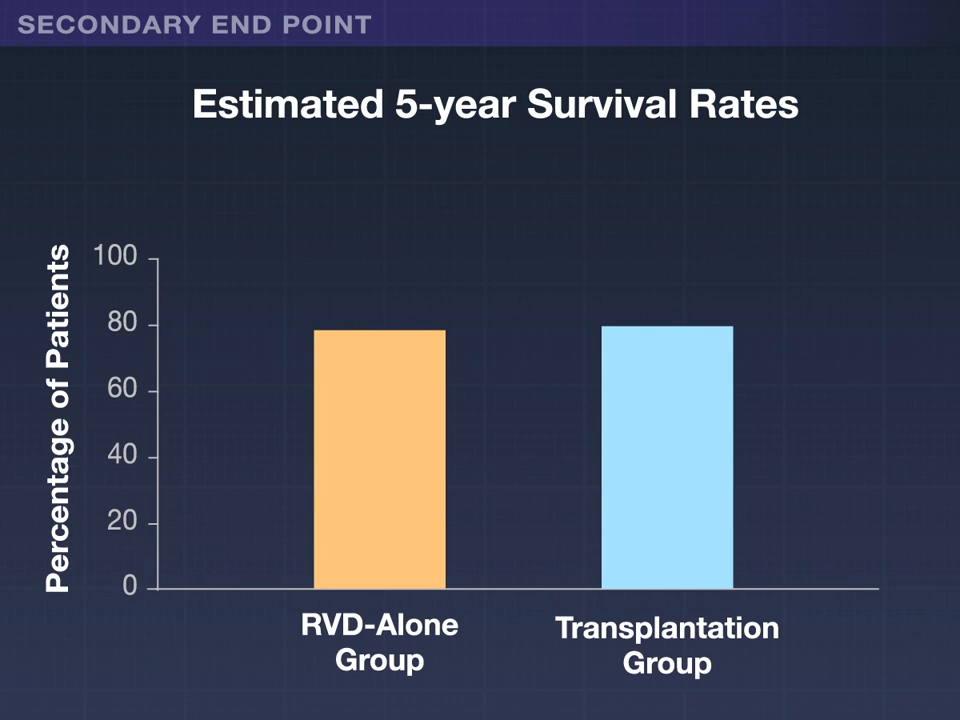 SECONDARY END POINT
Estimated 5-year Survival Rates
Percentage of Patients
100
80
60
40
20
0
RVD-Alone
Group
Transplantation
Group